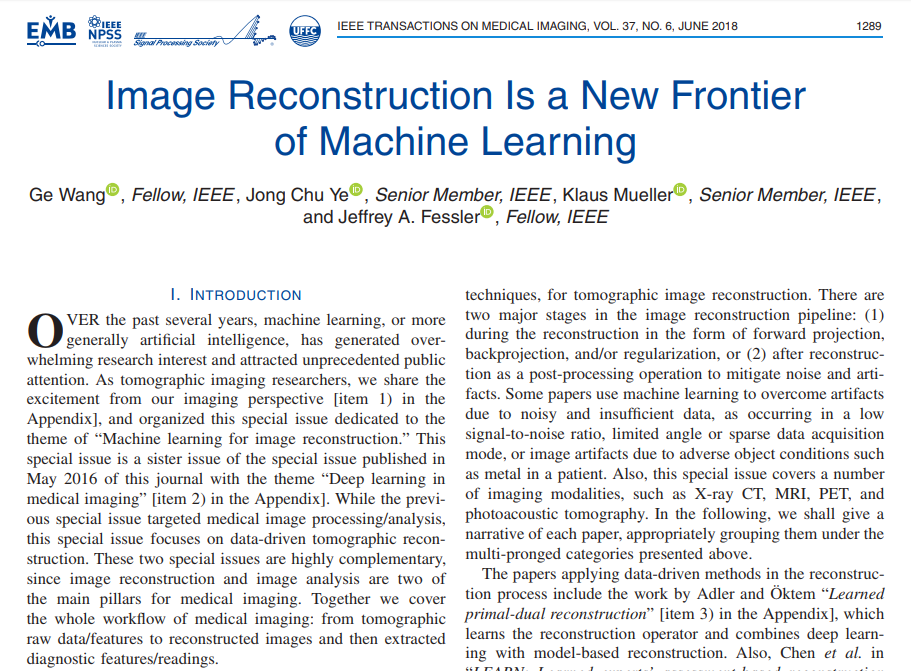 EMB
IEEE
NPSS
IEEE
Signal Processing Society
UFFC
IEEE TRANSACTIONS ON MEDICAL IMAGING, VOL. 37, NO. 6, JUNE 2018
1289
Image Reconstruction Is a New Frontier
of Machine Learning
Ge Wang, Fellow, IEEE, Jong Chu Ye, Senior Member, IEEE, Klaus Mueller, Senior Member, IEEE,
and Jeffrey A. Fessler, Fellow, IEEE
I. INTRODUCTION
OVER the past several years, machine learning, or more
generally artificial intelligence, has generated over-
whelming research interest and attracted unprecedented public
attention. As tomographic imaging researchers, we share the
excitement from our imaging perspective [item 1) in the
Appendix], and organized this special issue dedicated to the
theme of “Machine learning for image reconstruction.” This
special issue is a sister issue of the special issue published in
May 2016 of this journal with the theme “Deep learning in
medical imaging” [item 2) in the Appendix]. While the previ-
ous special issue targeted medical image processing/analysis,
this special issue focuses on data-driven tomographic recon-
struction. These two special issues are highly complementary,
since image reconstruction and image analysis are two of
the main pillars for medical imaging. Together we cover
the whole workflow of medical imaging: from tomographic
raw data/features to reconstructed images and then extracted
diagnostic features/readings.
techniques, for tomographic image reconstruction. There are
two major stages in the image reconstruction pipeline: (1)
during the reconstruction in the form of forward projection,
backprojection, and/or regularization, or (2) after reconstruc-
tion as a post-processing operation to mitigate noise and arti-
facts. Some papers use machine learning to overcome artifacts
due to noisy and insufficient data, as occurring in a low
signal-to-noise ratio, limited angle or sparse data acquisition
mode, or image artifacts due to adverse object conditions such
as metal in a patient. Also, this special issue covers a number
of imaging modalities, such as X-ray CT, MRI, PET, and
photoacoustic tomography. In the following, we shall give a
narrative of each paper, appropriately grouping them under the
multi-pronged categories presented above.
The papers applying data-driven methods in the reconstruc-
tion process include the work by Adler and Öktem “Learned
primal-dual reconstruction” [item 3) in the Appendix], which
learns the reconstruction operator and combines deep learn-
ing with model-based reconstruction. Also, Chen et al. in